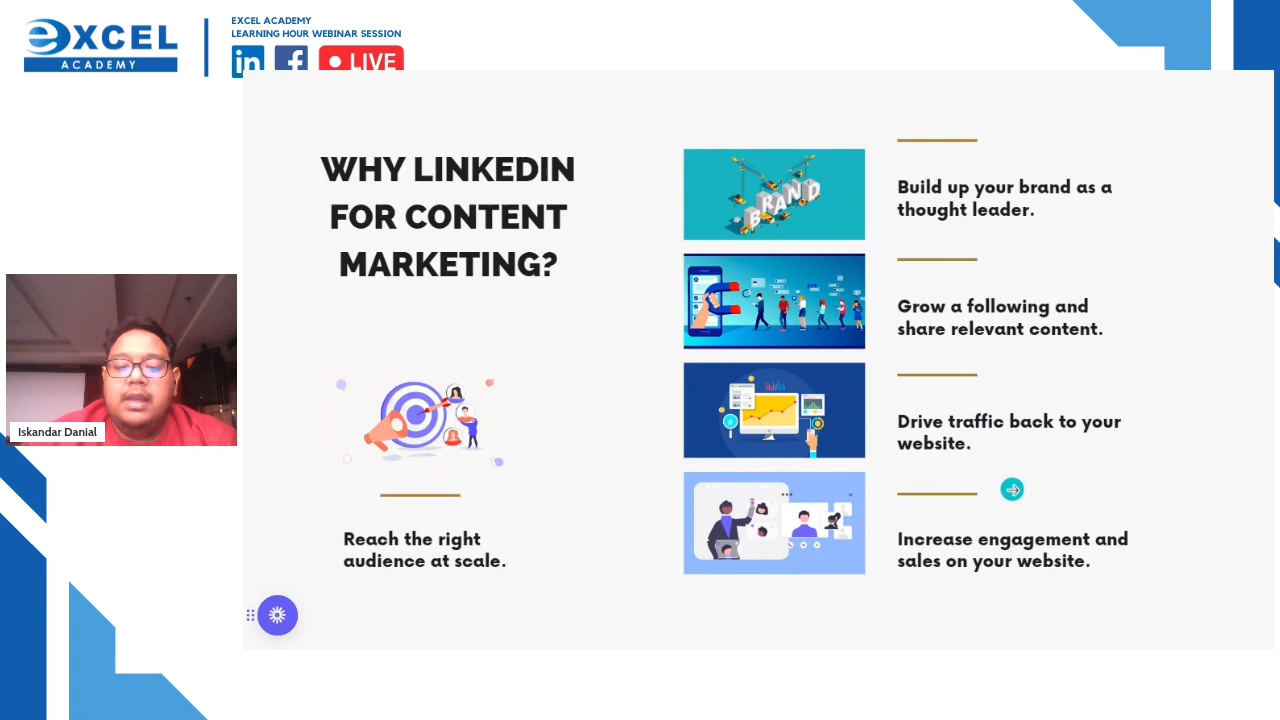 eXCEL
ACADEMY
EXCEL ACADEMY
LEARNING HOUR WEBINAR SESSION
in f LIVE
WHY LINKEDIN
FOR CONTENT
MARKETING?
Reach the right
audience at scale.
BRAND
Build up your brand as a
thought leader.
Grow a following and
share relevant content.
Drive traffic back to your
website.
Increase engagement and
sales on your website.
Iskandar Danial